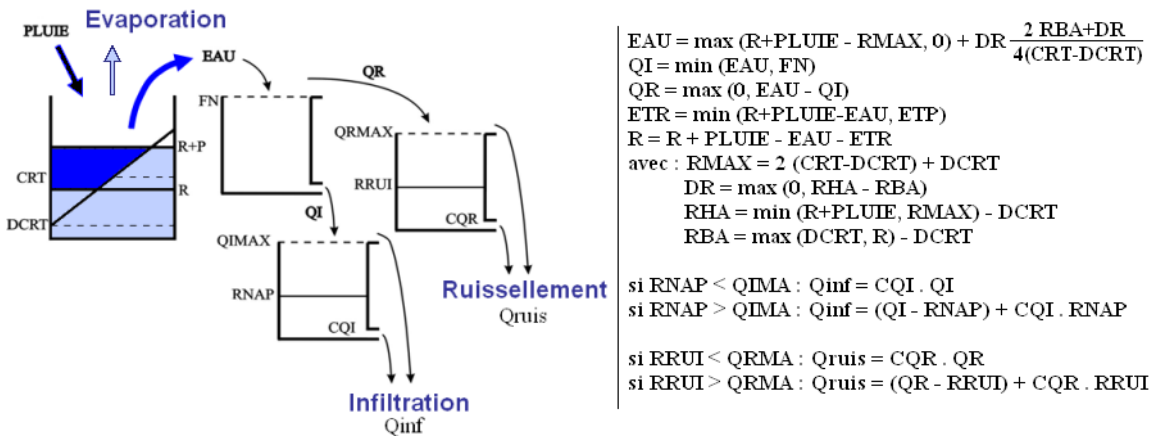 PLUIE
Evaporation
EAU
QR
FN
QRMAX
R+P
CRT
R
RRUI
DCRT
QI
CQR
QIMAX
RNAP
CQI
Ruissellement
Qruis
Infiltration
Qinf
EAU = max (R+PLUIE - RMAX, 0) + DR 2 RBA+DR / 4(CRT-DCRT)
QI = min (EAU, FN)
QR = max (0, EAU - QI)
ETR = min (R+PLUIE-EAU, ETP)
R = R + PLUIE - EAU - ETR
avec : RMAX = 2 (CRT-DCRT) + DCRT
DR = max (0, RHA - RBA)
RHA = min (R+PLUIE, RMAX) - DCRT
RBA = max (DCRT, R) - DCRT
si RNAP < QIMA : Qinf = CQI . QI
si RNAP > QIMA : Qinf = (QI - RNAP) + CQI . RNAP
si RRUI < QRMA : Qruis = CQR . QR
si RRUI > QRMA : Qruis = (QR - RRUI) + CQR . RRUI